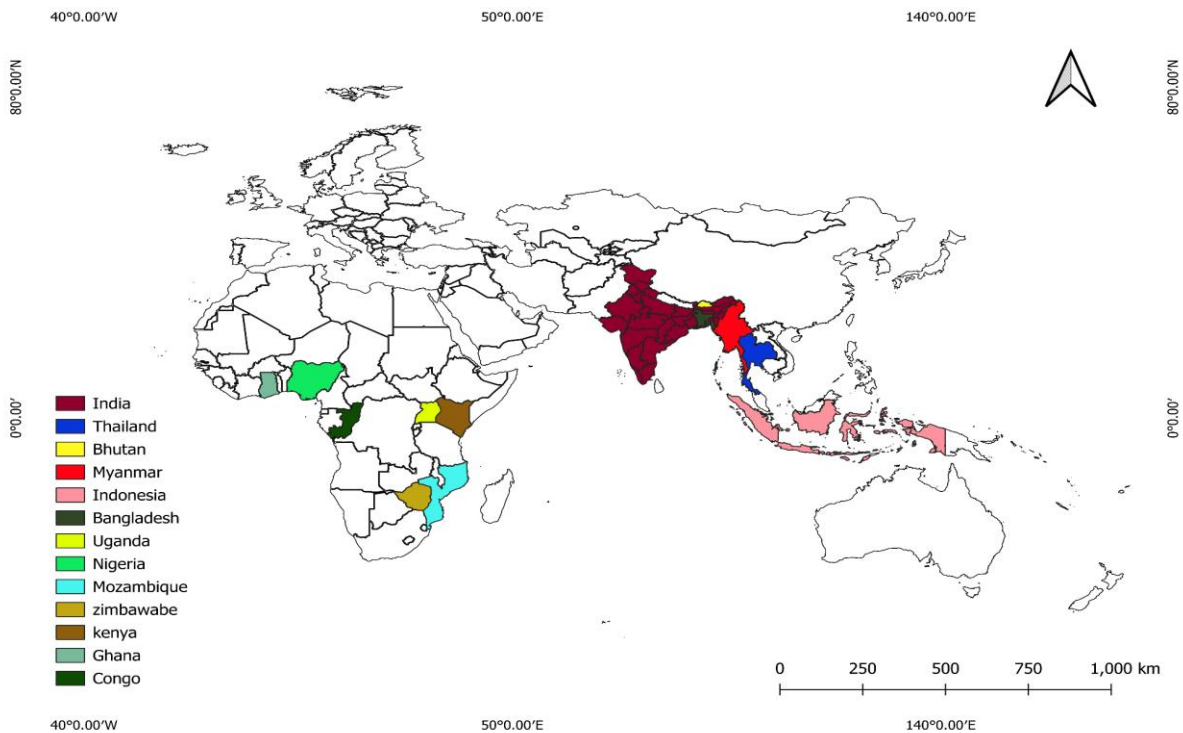 40°0.00′W 50°0.00′E 140°0.00′E
80°0.00′N 80°0.00′N
0°0.00′ 0°0.00′
India
Thailand
Bhutan
Myanmar
Indonesia
Bangladesh
Uganda
Nigeria
Mozambique
zimbawabe
kenya
Ghana
Congo
0 250 500 750 1,000 km
40°0.00′W 50°0.00′E 140°0.00′E